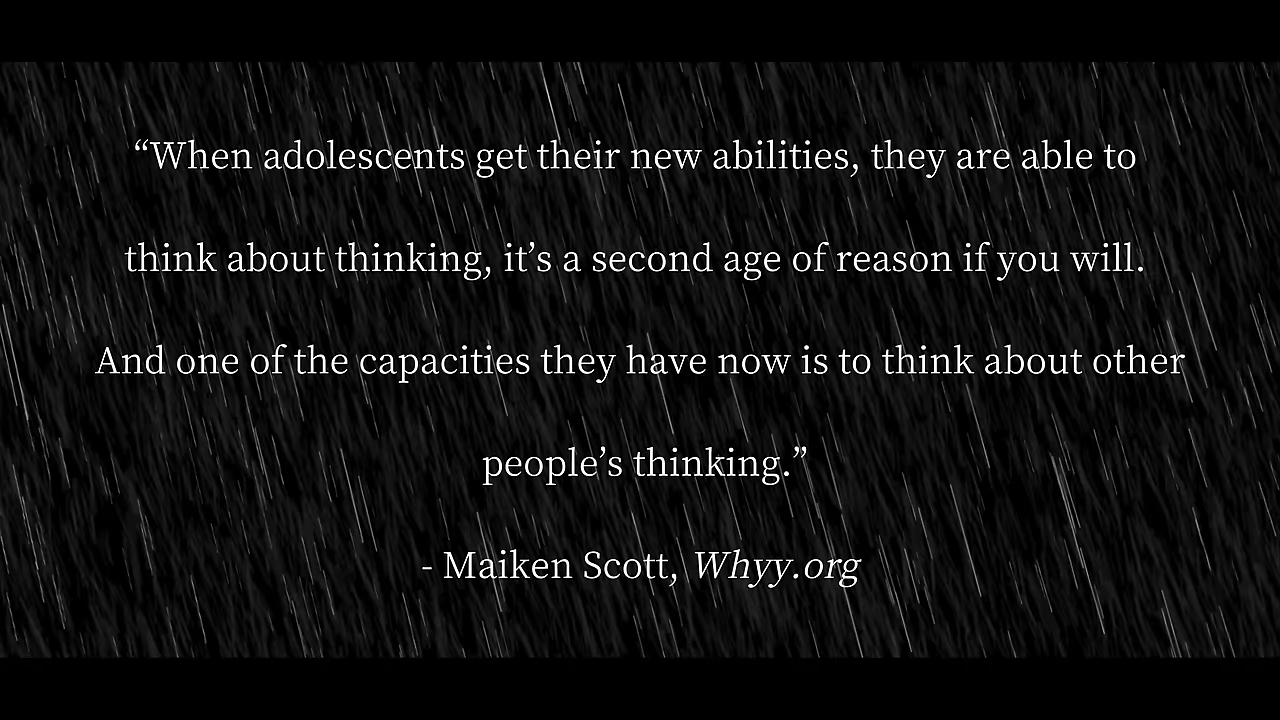 “When adolescents get their new abilities, they are able to
think about thinking, it’s a second age of reason if you will.
And one of the capacities they have now is to think about other
people’s thinking.”
- Maiken Scott, Whyy.org